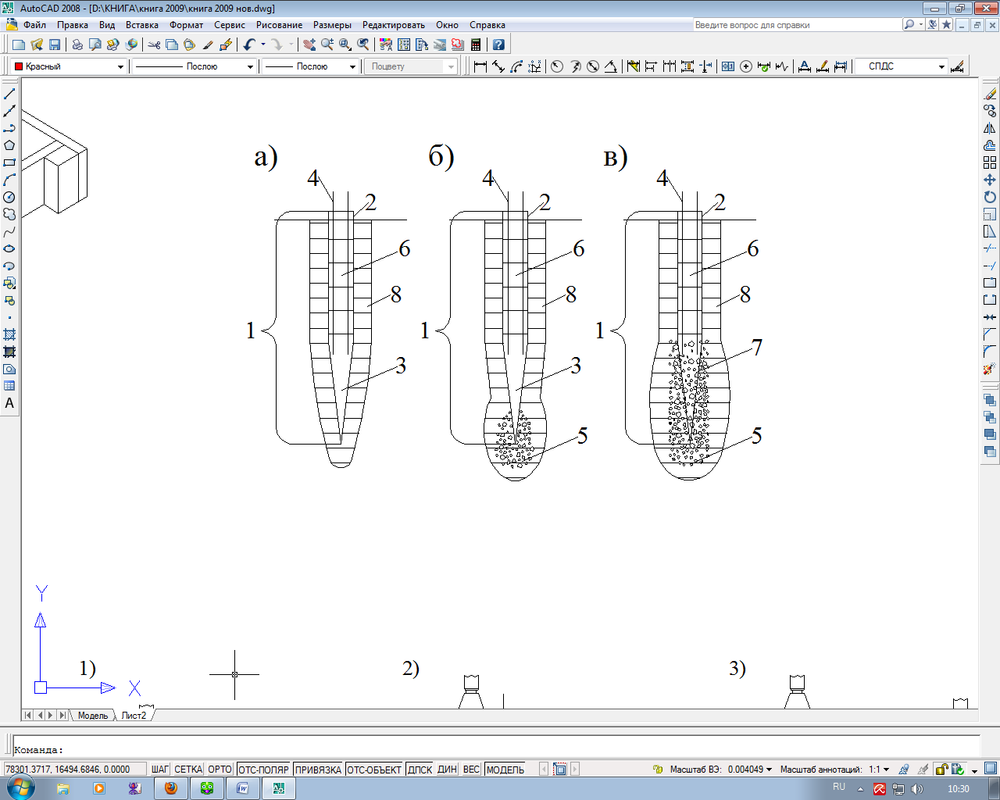 AutoCAD 2008 - [D:\КНИГА\книга 2009\книга 2009 нов.dwg]
Файл Правка Вид Вставка Формат Сервис Рисование Размеры Редактировать Окно Справка
Введите вопрос для справки
Красный Послою Послою Поцвету СПДС
а) б) в)
4 4 4
2 2 2
6 6 6
8 8 8
1 1 1
7
3 3
5 5
Y
1) 2) 3)
X
Модель Лист2
Команда:
78301.3717, 16494.6846, 0.0000 ШАГ СЕТКА ОРТО ОТС-ПОЛЯР ПРИВЯЗКА ОТС-ОБЪЕКТ ДПСК ДИН ВЕС МОДЕЛЬ Масштаб ВЭ: 0.004049 Масштаб аннотаций: 1:1
RU 10:30